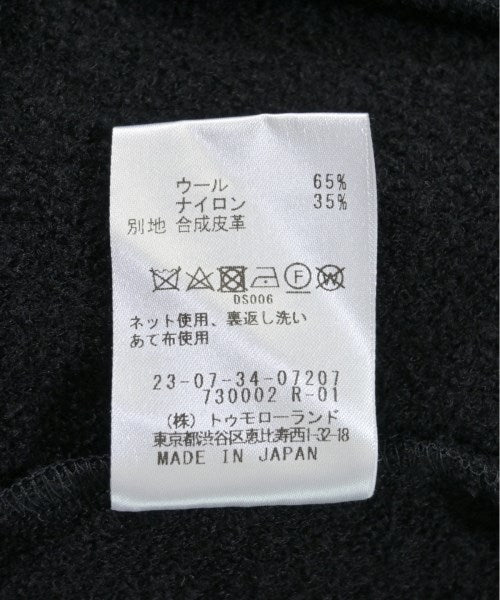 ウール 65%
ナイロン 35%
別地 合成皮革
F W
DS006
ネット使用、裏返し洗い
あて布使用
23-07-34-07207
730002 R-01
(株) トゥモローランド
東京都渋谷区恵比寿西1-32-18
MADE IN JAPAN